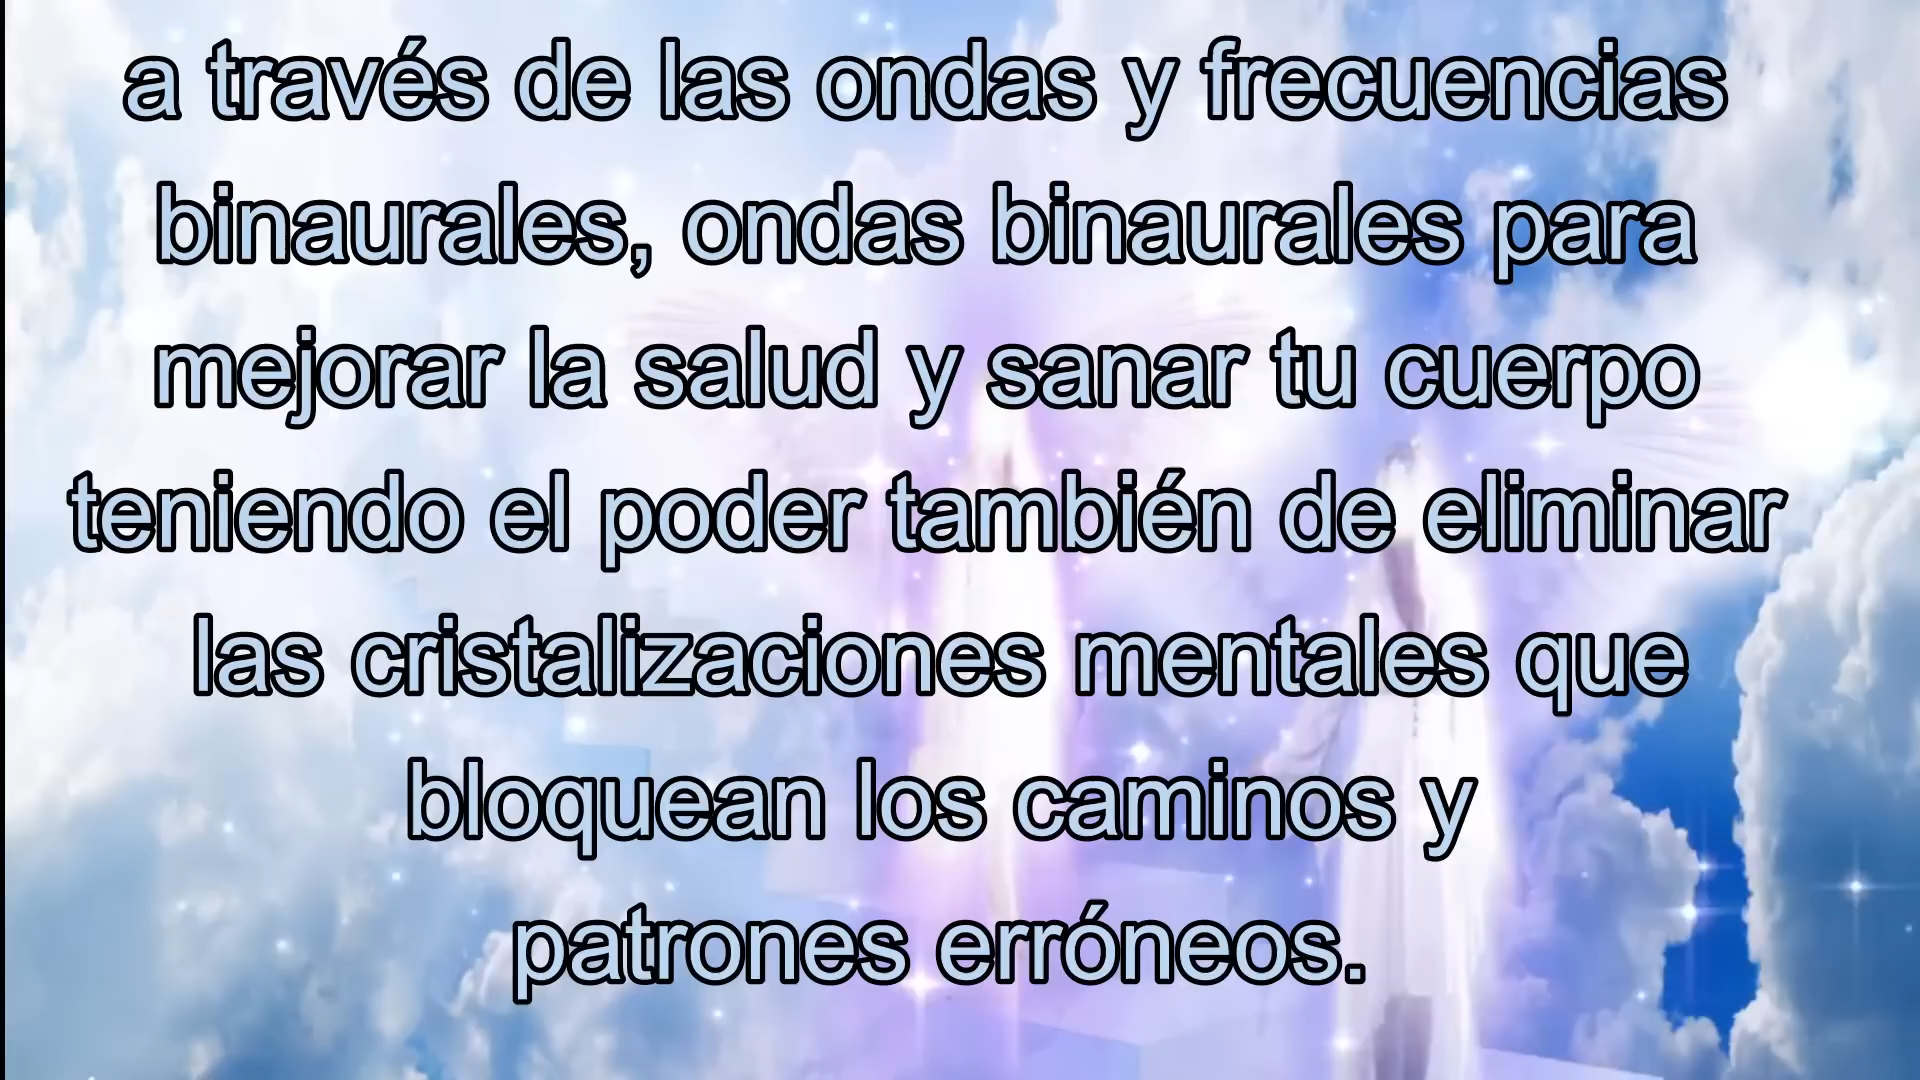 a través de las ondas y frecuencias
binaurales, ondas binaurales para
mejorar la salud y sanar tu cuerpo
teniendo el poder también de eliminar
las cristalizaciones mentales que
bloquean los caminos y
patrones erróneos.